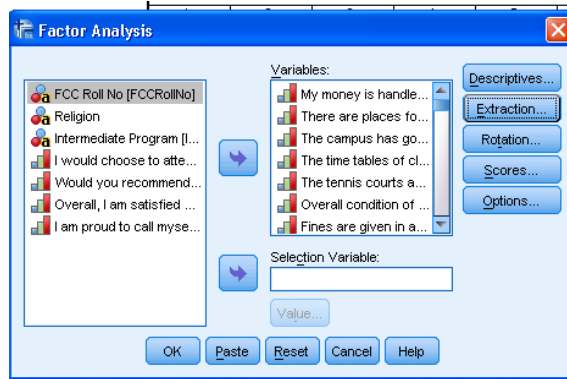 Factor Analysis
FCC Roll No [FCCRollNo]
Religion
Intermediate Program [I...
I would choose to atte...
Would you recommend...
Overall, I am satisfied ...
I am proud to call myse...
Variables:
My money is handle...
There are places fo...
The campus has go...
The time tables of cl...
The tennis courts a...
Overall condition of ...
Fines are given in a...
Selection Variable:
Value...
Descriptives...
Extraction...
Rotation...
Scores...
Options...
OK
Paste
Reset
Cancel
Help